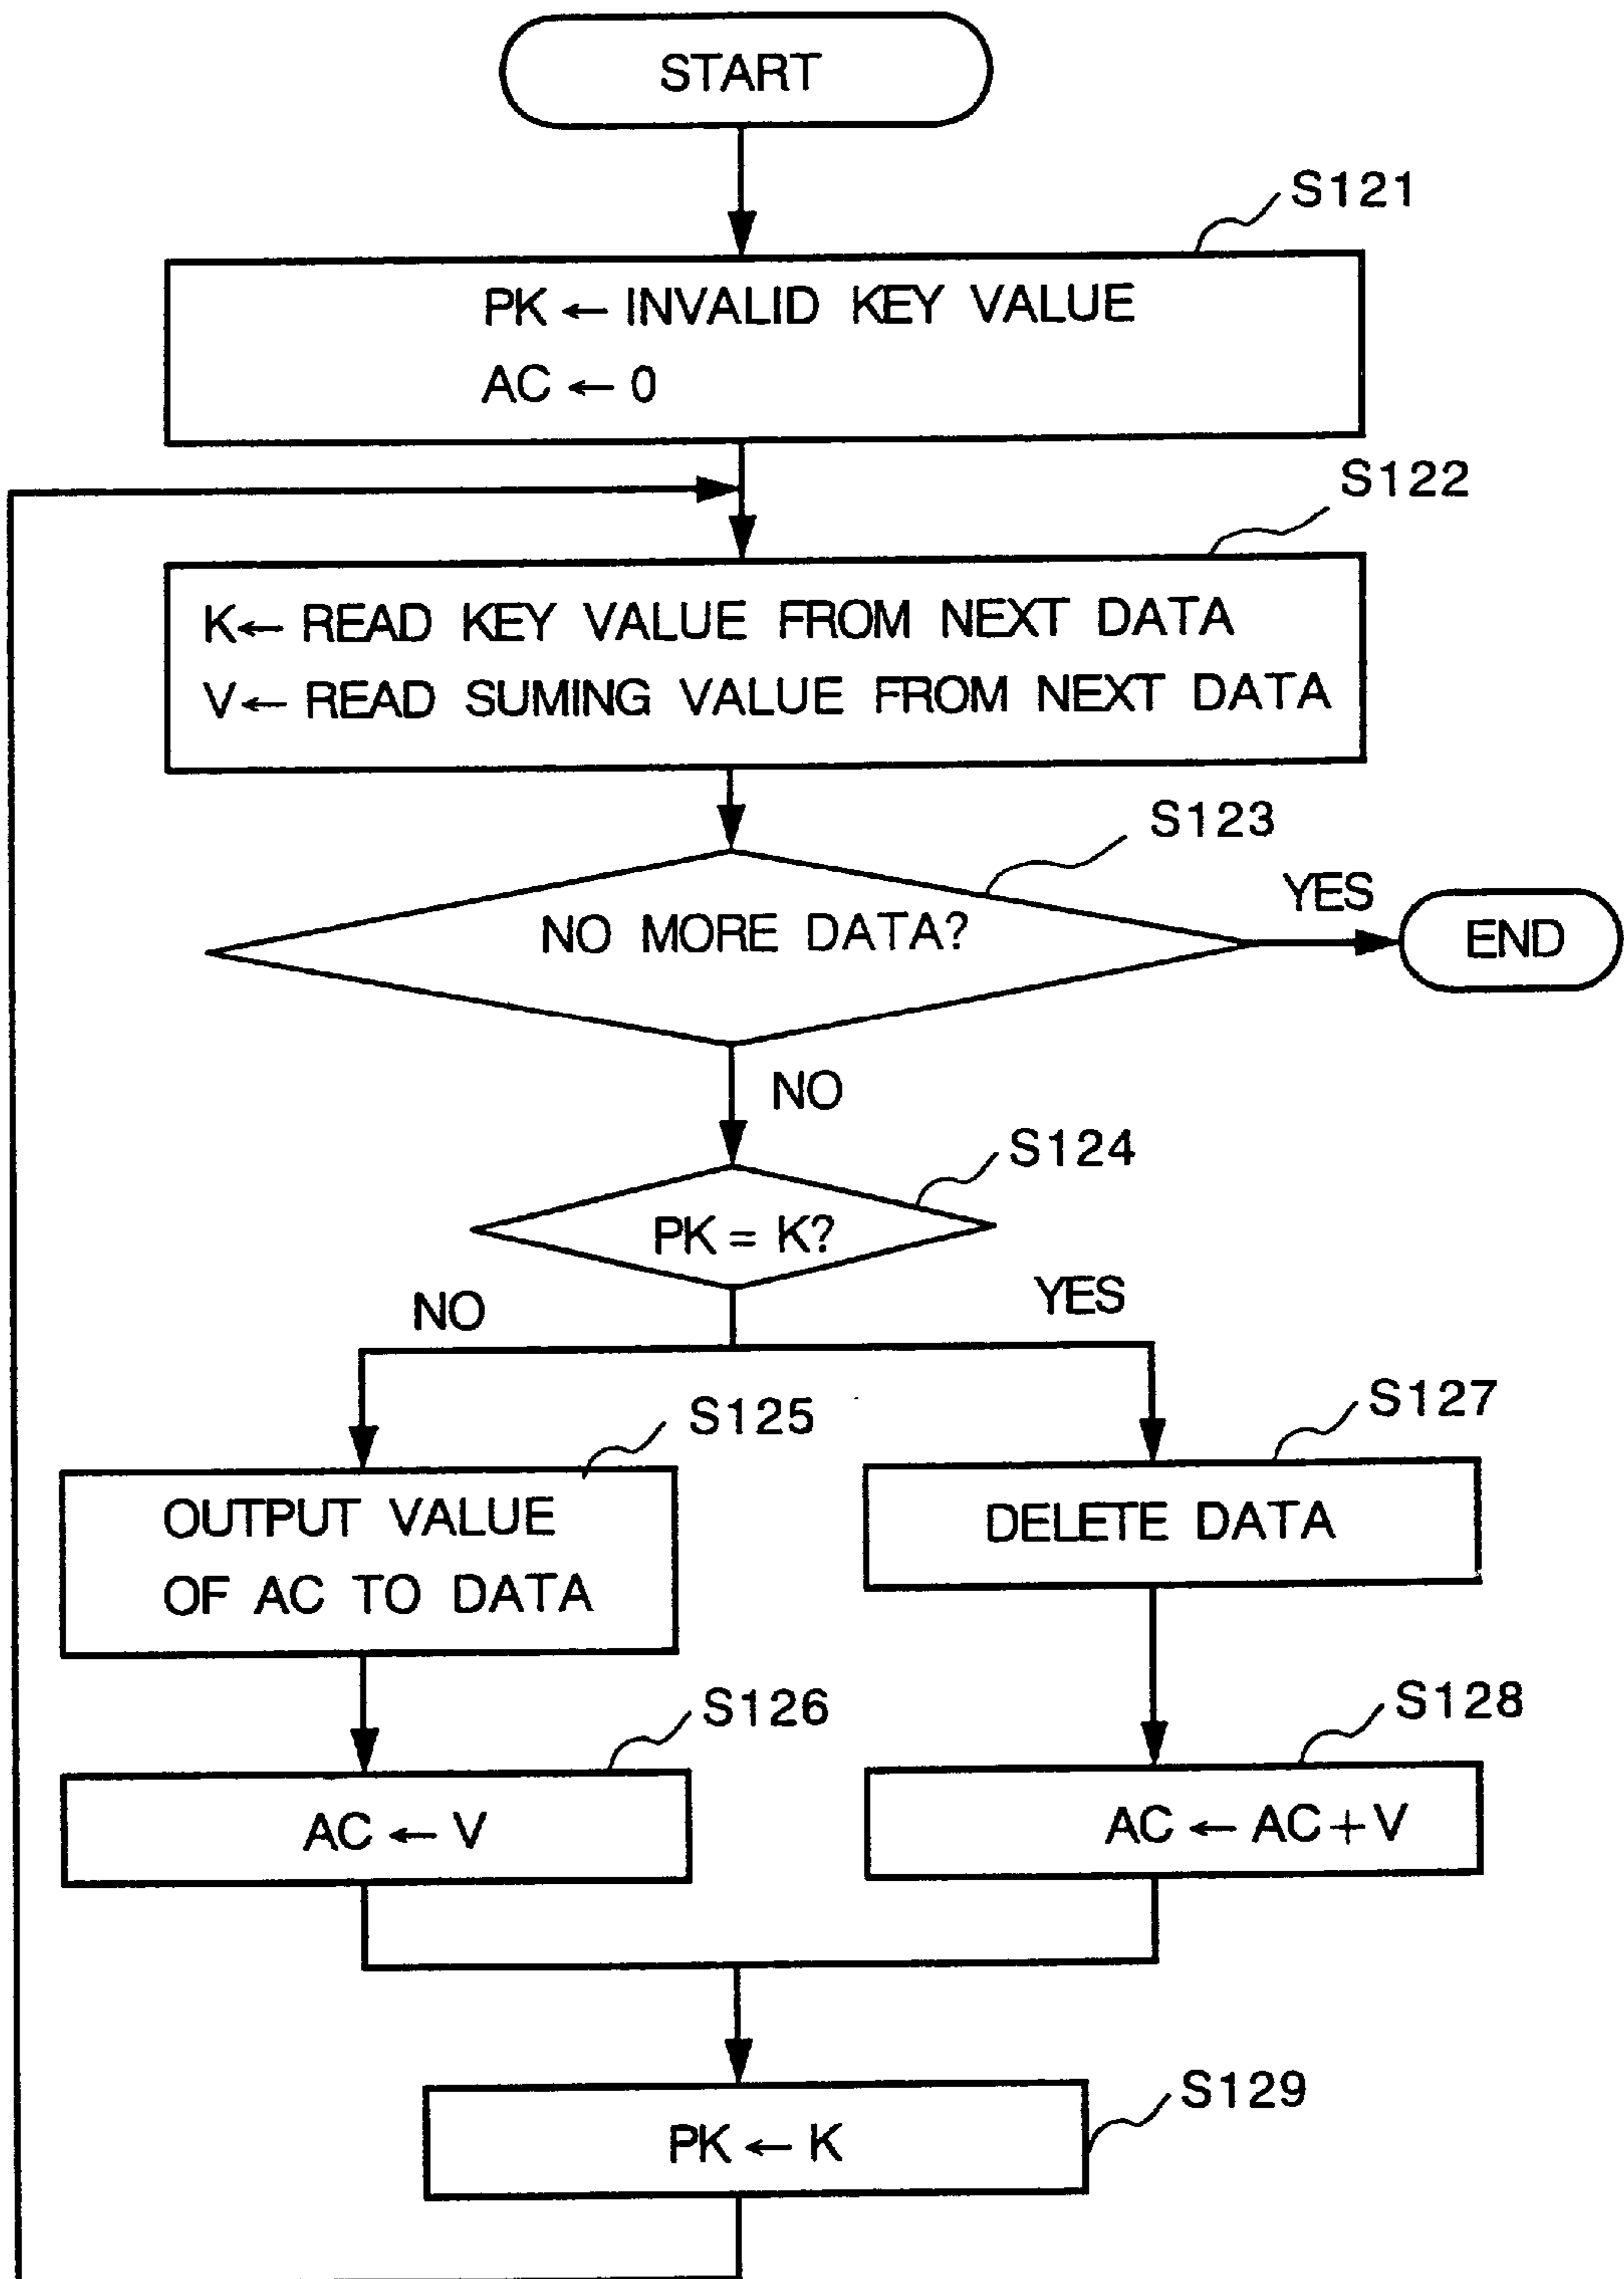 START
S121
PK ← INVALID KEY VALUE
AC ← 0
S122
K ← READ KEY VALUE FROM NEXT DATA
V ← READ SUMING VALUE FROM NEXT DATA
S123
NO MORE DATA?
YES
END
NO
S124
PK = K?
NO
YES
S125
OUTPUT VALUE
OF AC TO DATA
S127
DELETE DATA
S126
AC ← V
S128
AC ← AC + V
S129
PK ← K